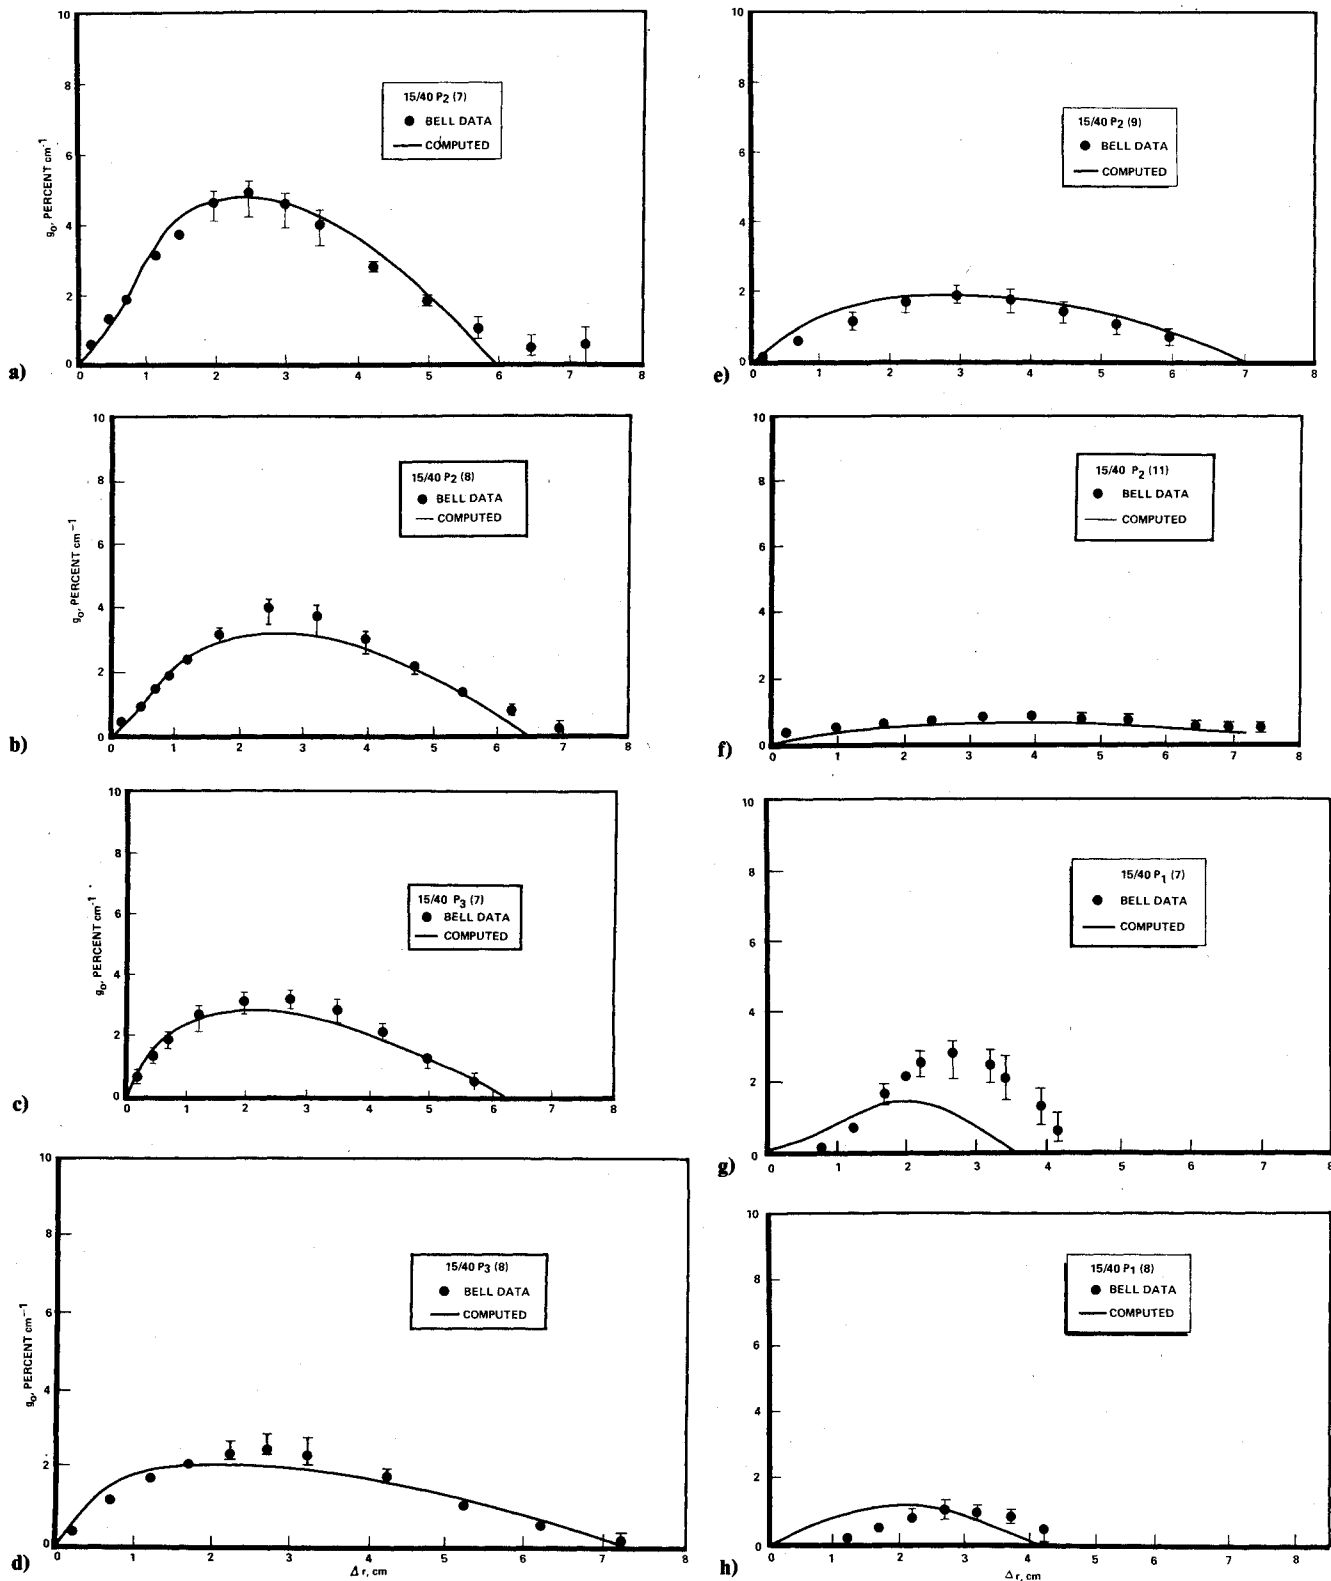 10
8
6
4
2
0
g₀, PERCENT cm⁻¹
15/40 P₂ (7)
BELL DATA
COMPUTED
0 1 2 3 4 5 6 7 8
a)
10
8
6
4
2
0
g₀, PERCENT cm⁻¹
15/40 P₂ (8)
BELL DATA
COMPUTED
0 1 2 3 4 5 6 7 8
b)
10
8
6
4
2
0
g₀, PERCENT cm⁻¹
15/40 P₃ (7)
BELL DATA
COMPUTED
0 1 2 3 4 5 6 7 8
c)
10
8
6
4
2
0
g₀, PERCENT cm⁻¹
15/40 P₃ (8)
BELL DATA
COMPUTED
0 1 2 3 4 5 6 7 8
Δr, cm
d)
10
8
6
4
2
0
15/40 P₂ (9)
BELL DATA
COMPUTED
0 1 2 3 4 5 6 7 8
e)
10
8
6
4
2
0
15/40 P₂ (11)
BELL DATA
COMPUTED
0 1 2 3 4 5 6 7 8
f)
10
8
6
4
2
0
15/40 P₁ (7)
BELL DATA
COMPUTED
0 1 2 3 4 5 6 7 8
g)
10
8
6
4
2
0
15/40 P₁ (8)
BELL DATA
COMPUTED
0 1 2 3 4 5 6 7 8
Δr, cm
h)